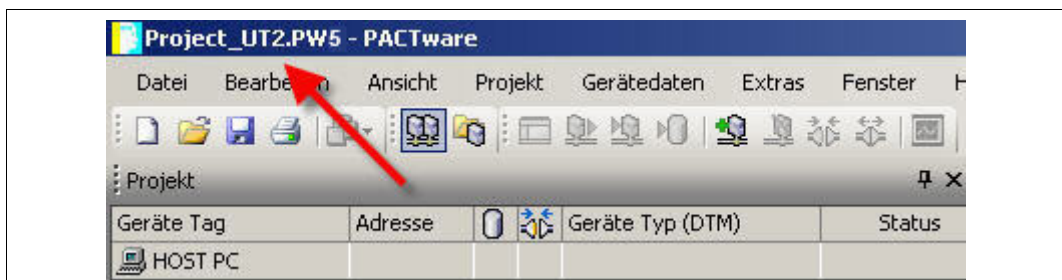 Project_UT2.PW5 - PACTware
Datei Bearbeiten Ansicht Projekt Gerätedaten Extras Fenster H
Projekt
Geräte Tag Adresse Geräte Typ (DTM) Status
HOST PC